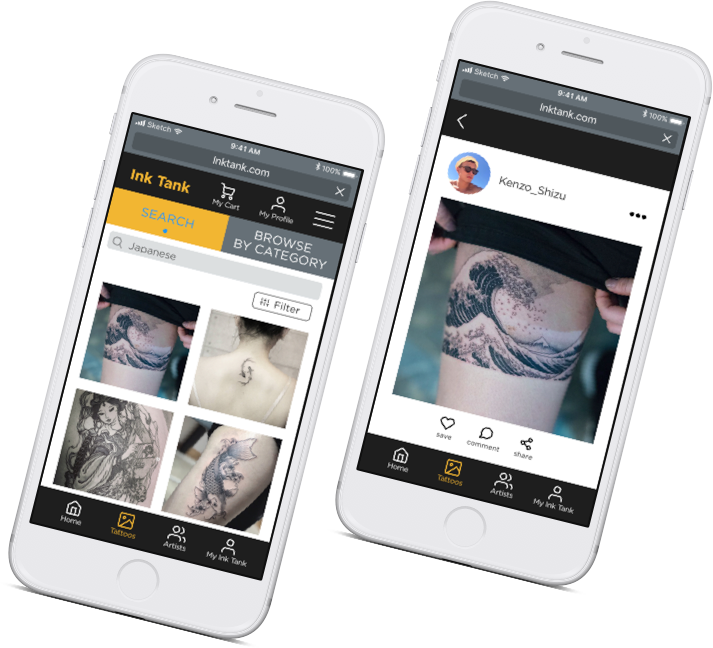 Sketch
9:41 AM
100%
Inktank.com
Ink Tank
My Cart
My Profile
SEARCH
BROWSE
BY CATEGORY
Japanese
Filter
Home
Tattoos
Artists
My Ink Tank
Sketch
9:41 AM
100%
Inktank.com
Kenzo_Shizu
save
comment
share
Home
Tattoos
Artists
My Ink Tank